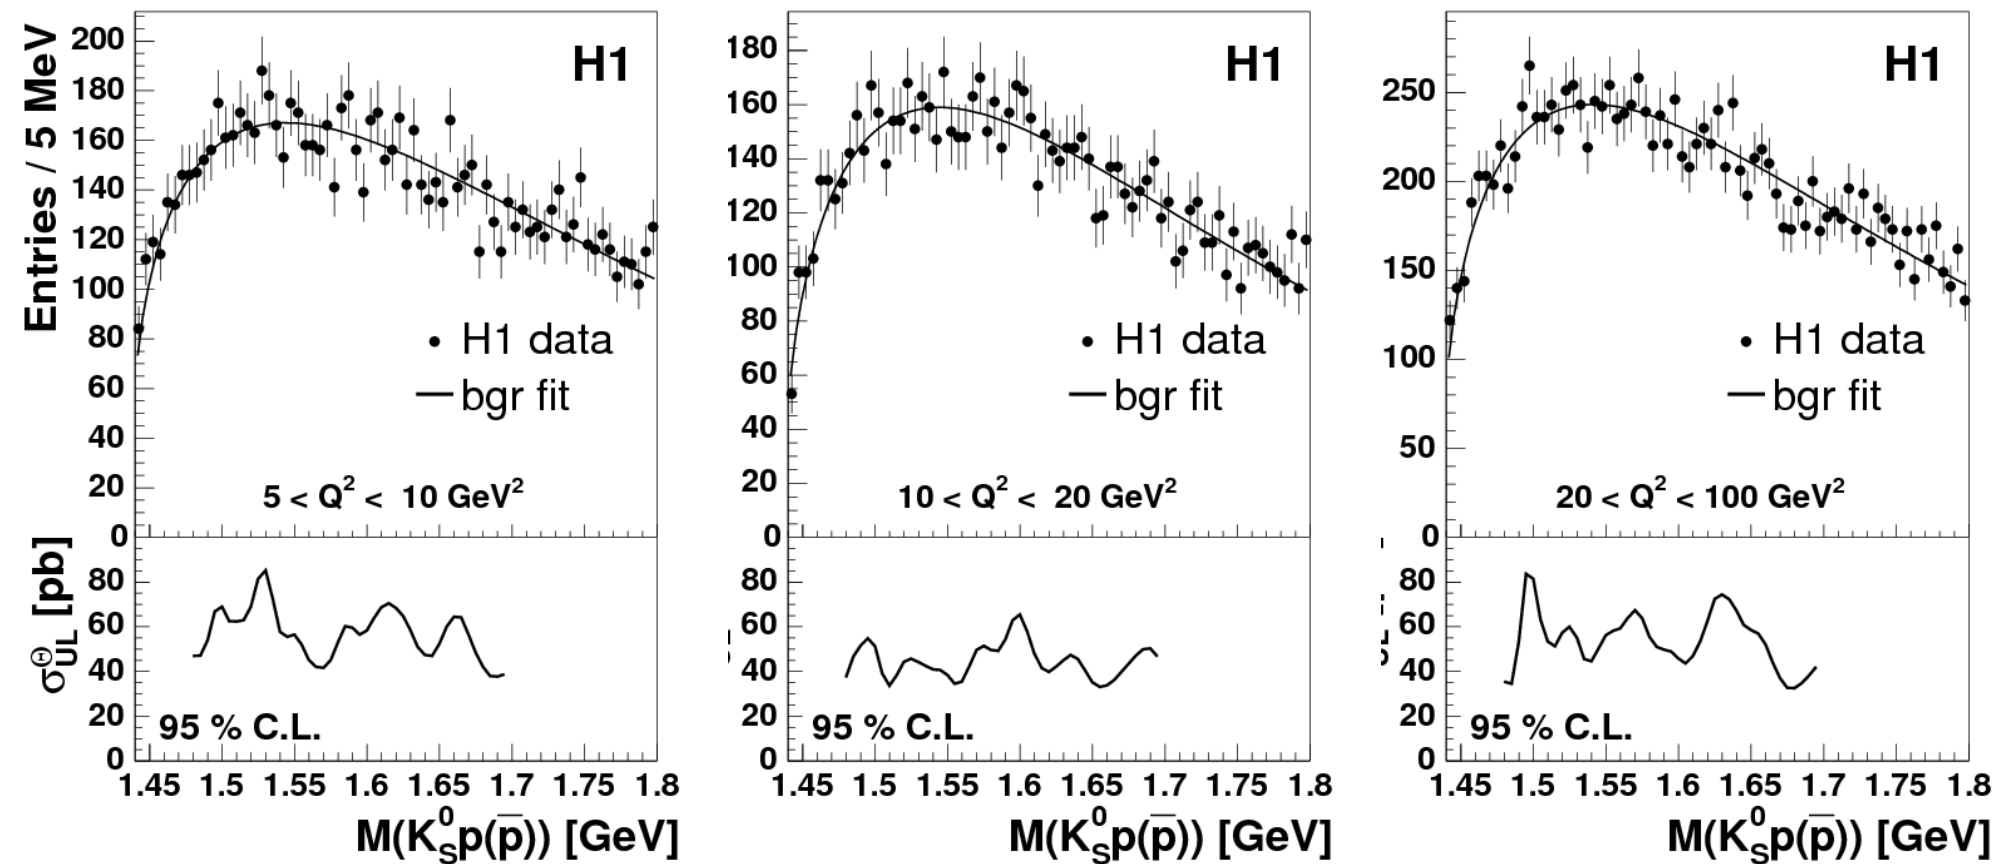 Entries / 5 MeV
200
180
160
140
120
100
80
60
40
20
0
H1
H1 data
bgr fit
5 < Q² < 10 GeV²
σ^Θ_UL [pb]
80
60
40
20
0
95 % C.L.
1.45 1.5 1.55 1.6 1.65 1.7 1.75 1.8
M(K⁰_S p(p̅)) [GeV]
180
160
140
120
100
80
60
40
20
0
H1
H1 data
bgr fit
10 < Q² < 20 GeV²
80
60
40
20
0
95 % C.L.
1.45 1.5 1.55 1.6 1.65 1.7 1.75 1.8
M(K⁰_S p(p̅)) [GeV]
250
200
150
100
50
0
H1
H1 data
bgr fit
20 < Q² < 100 GeV²
80
60
40
20
0
95 % C.L.
1.45 1.5 1.55 1.6 1.65 1.7 1.75 1.8
M(K⁰_S p(p̅)) [GeV]